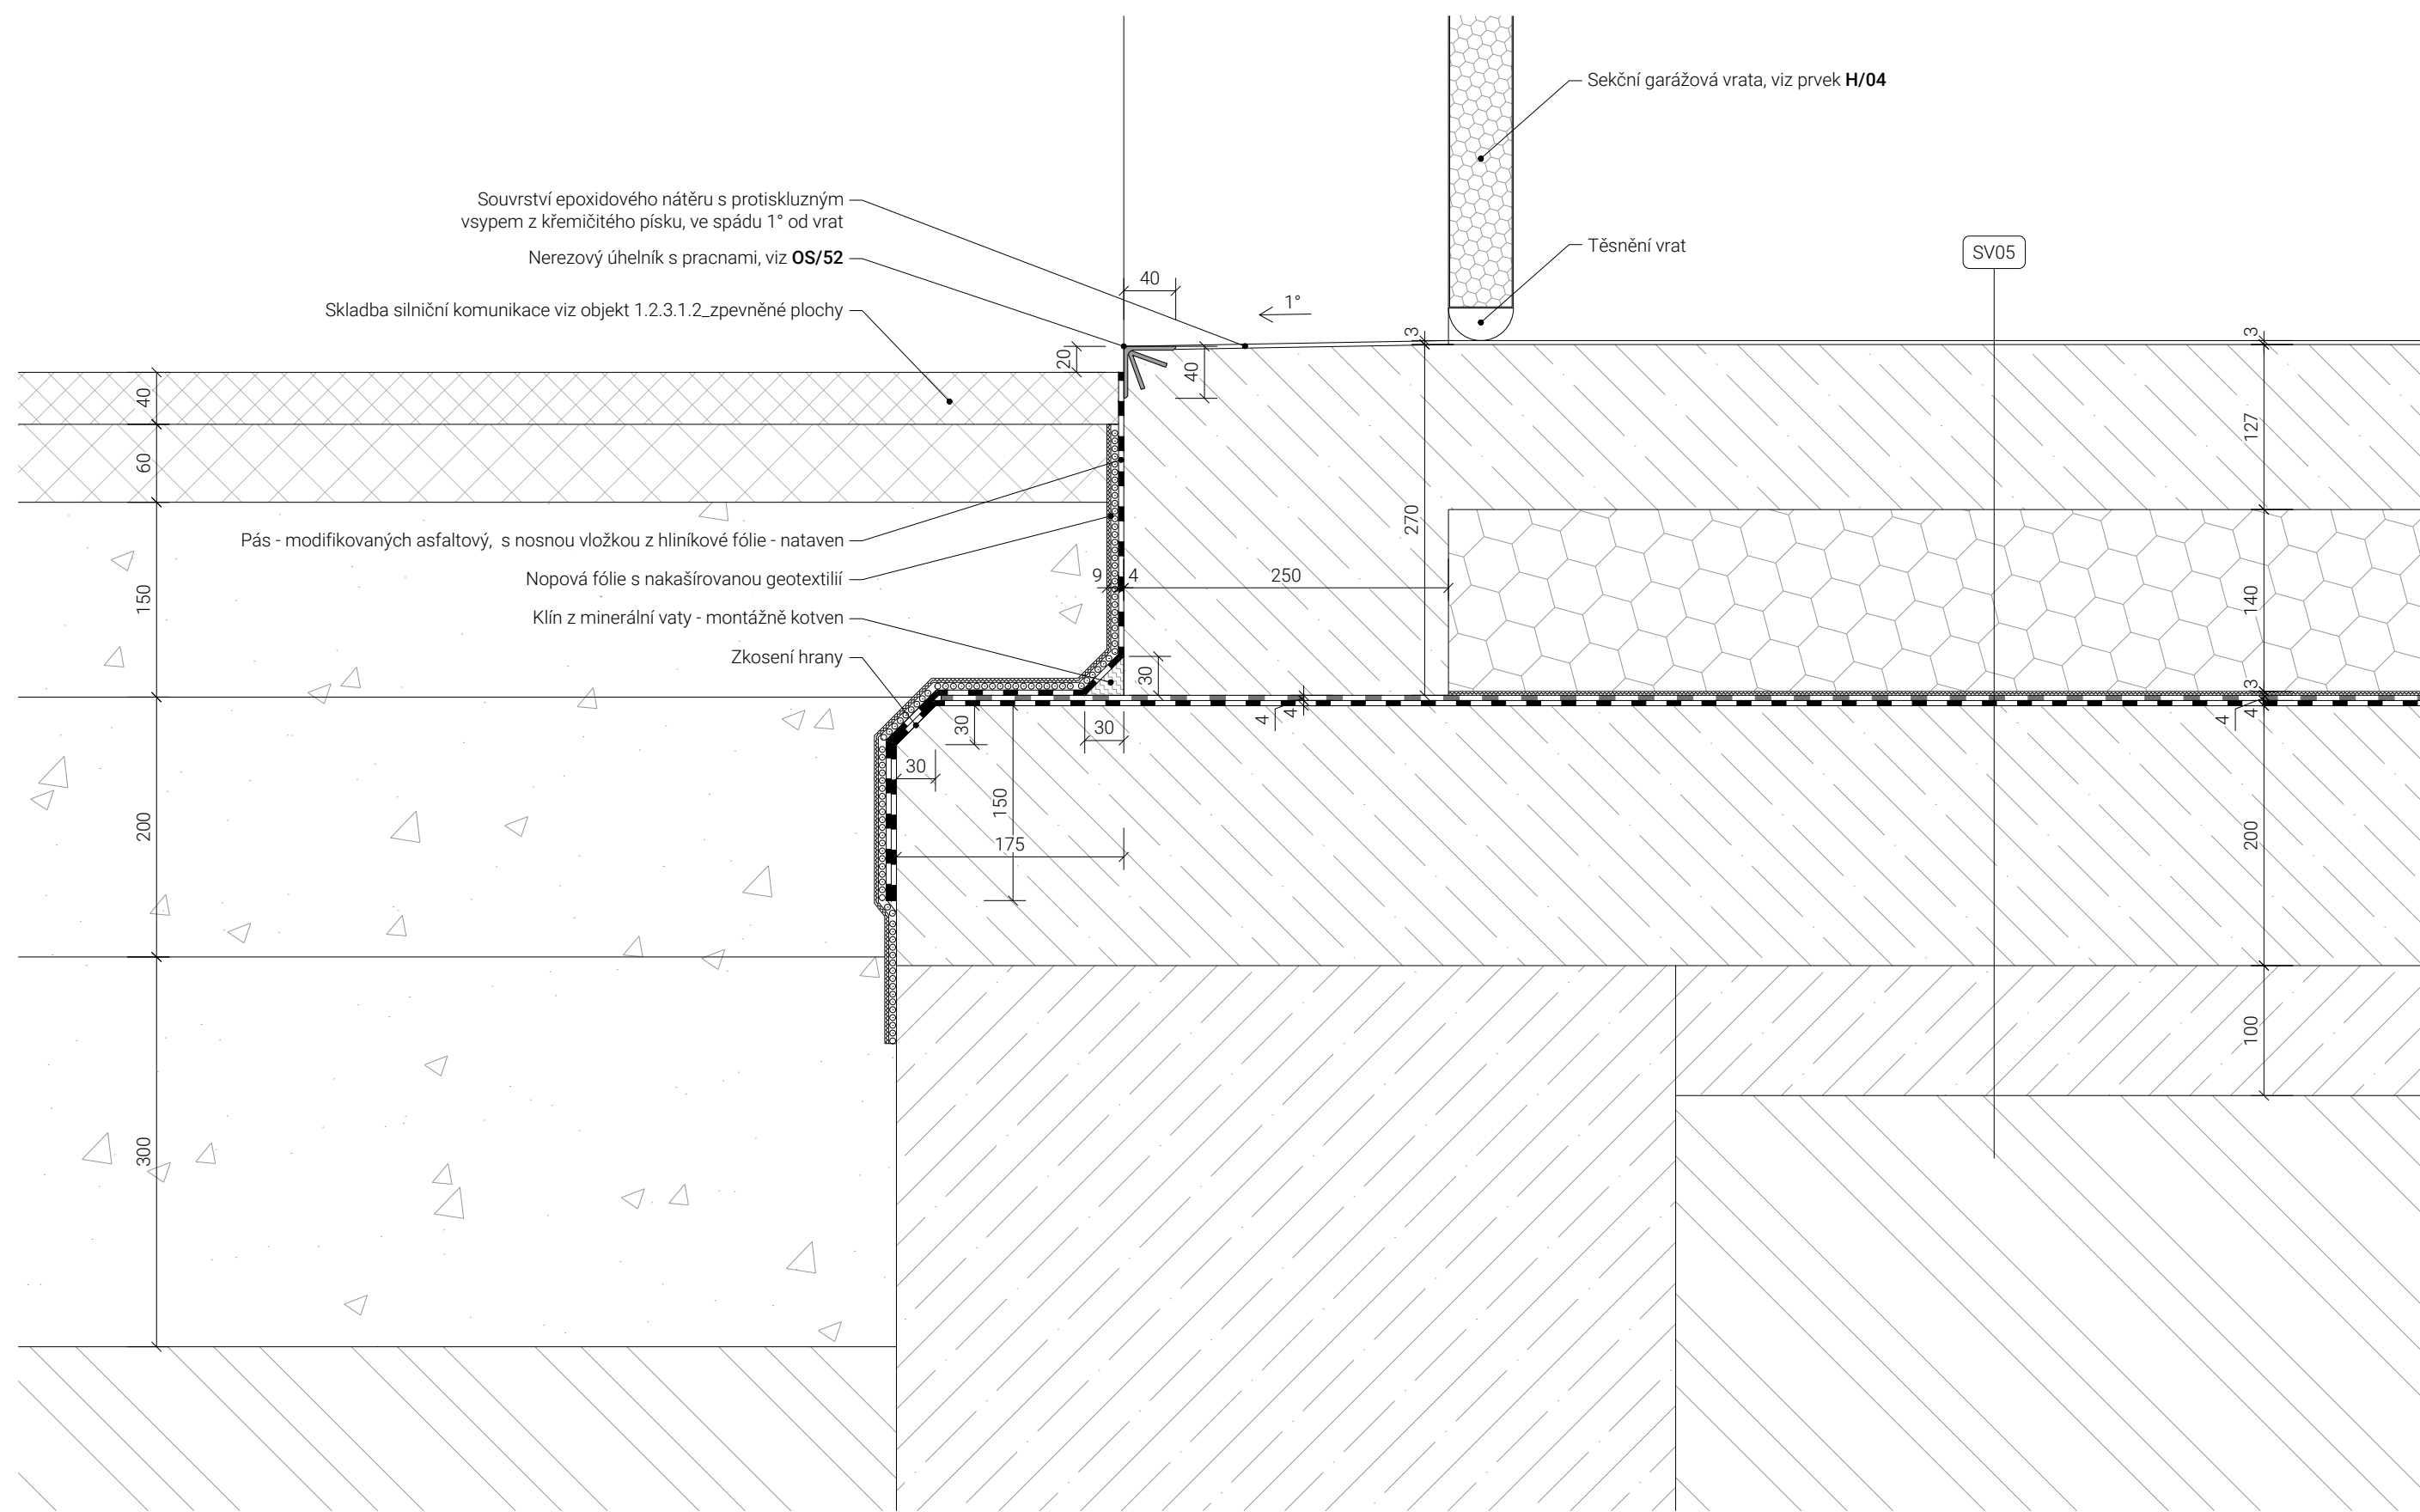 Sekční garážová vrata, viz prvek H/04
Souvrství epoxidového nátěru s protiskluzným
vsypem z křemičitého písku, ve spádu 1° od vrat
Nerezový úhelník s pracnami, viz OS/52
Těsnění vrat
SV05
Skladba silniční komunikace viz objekt 1.2.3.1.2_zpevněné plochy
40
1°
3
3
20
40
40
127
60
270
Pás - modifikovaných asfaltový,  s nosnou vložkou z hliníkové fólie - nataven
Nopová fólie s nakašírovanou geotextilií
9
4
250
150
140
Klín z minerální vaty - montážně kotven
Zkosení hrany
30
3
30
30
4
4
4
4
30
150
200
175
200
100
300